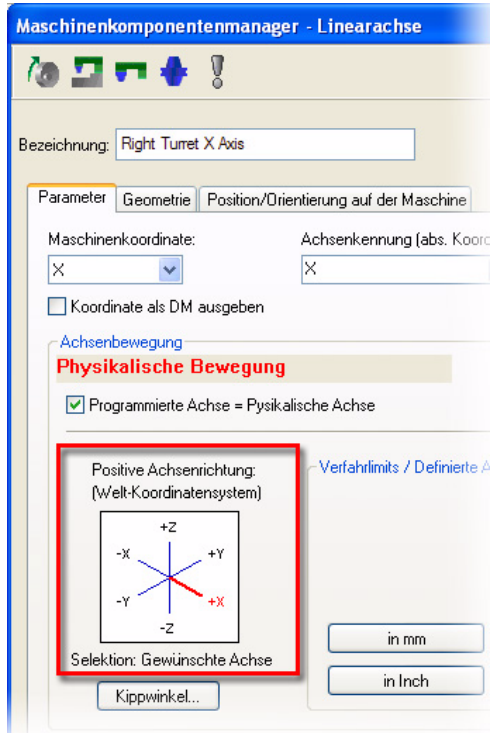 Maschinenkomponentenmanager - Linearachse
Bezeichnung: Right Turret X Axis
Parameter Geometrie Position/Orientierung auf der Maschine
Maschinenkoordinate: Achsenkennung (abs.
X X
Koordinate als DM ausgeben
Achsenbewegung
Physikalische Bewegung
Programmierte Achse = Pysikalische Achse
Positive Achsenrichtung: Verfahrlimits / Definierte
(Welt-Koordinatensystem)
+Z
-X +Y
-Y +X
-Z
in mm
Selektion: Gewünschte Achse
in Inch
Kippwinkel...